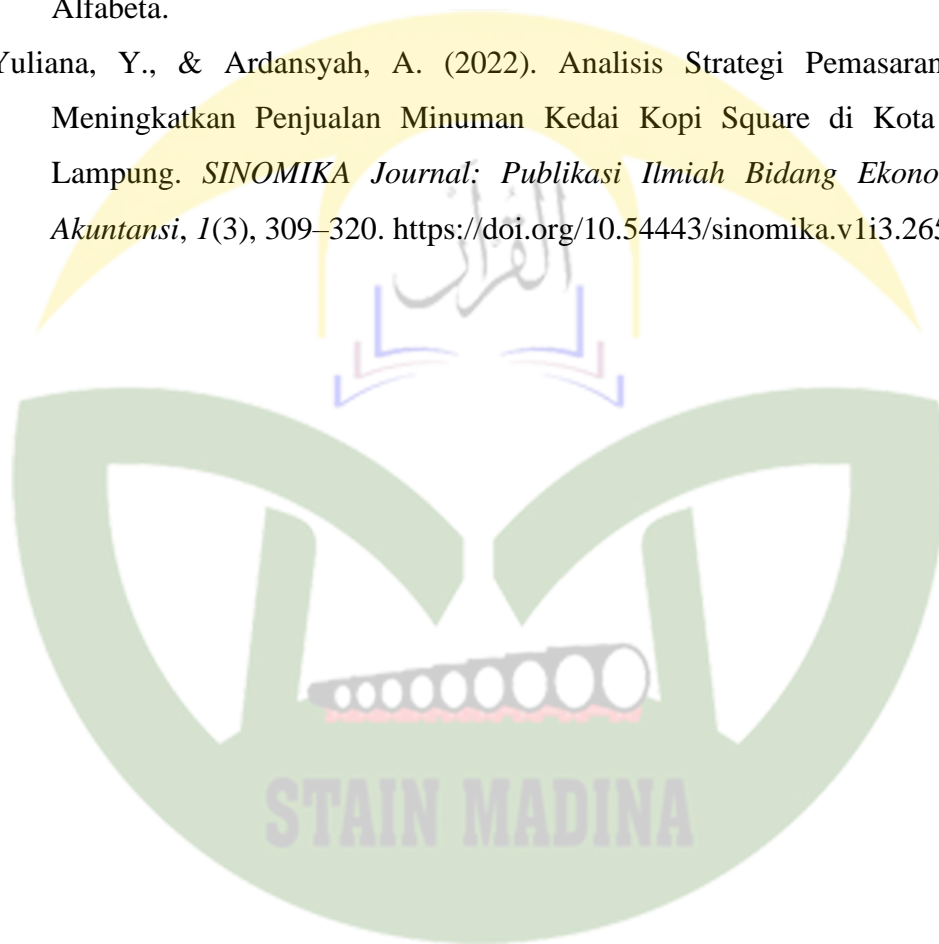 Alfabeta.
Yuliana, Y., & Ardansyah, A. (2022). Analisis Strategi Pemasaran
Meningkatkan Penjualan Minuman Kedai Kopi Square di Kota
Lampung. SINOMIKA Journal: Publikasi Ilmiah Bidang Ekono
Akuntansi, 1(3), 309–320. https://doi.org/10.54443/sinomika.v1i3.265
القرآن
STAIN MADINA